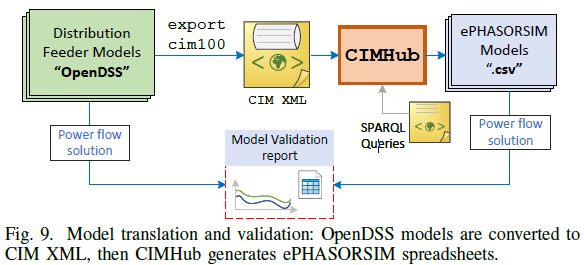 Distribution
Feeder Models
"OpenDSS"
export
cim100
CIM XML
CIMHub
ePHASORSIM
Models
".csv"
SPARQL
Queries
Power flow
solution
Power flow
solution
Model Validation
report
Fig. 9. Model translation and validation: OpenDSS models are converted to
CIM XML, then CIMHub generates ePHASORSIM spreadsheets.